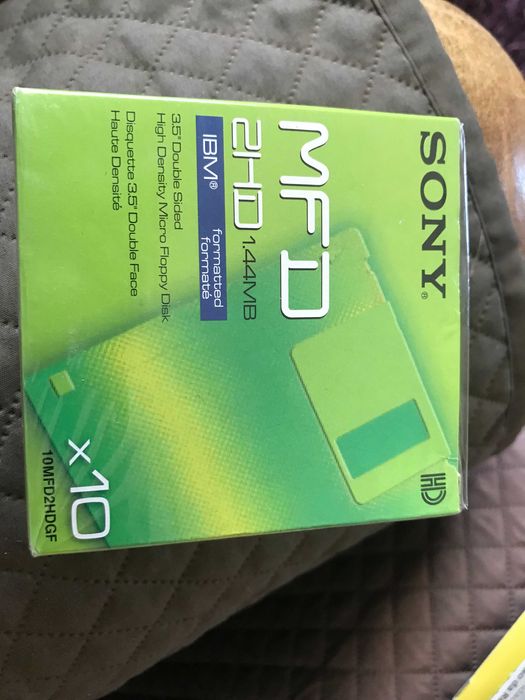 SONY®
MFD
2HD 1.44MB
IBM® formatted
formaté
3.5" Double Sided
High Density Micro Floppy Disk
Disquette 3.5" Double Face
Haute Densité
HD
x10
10MFD2HDGF